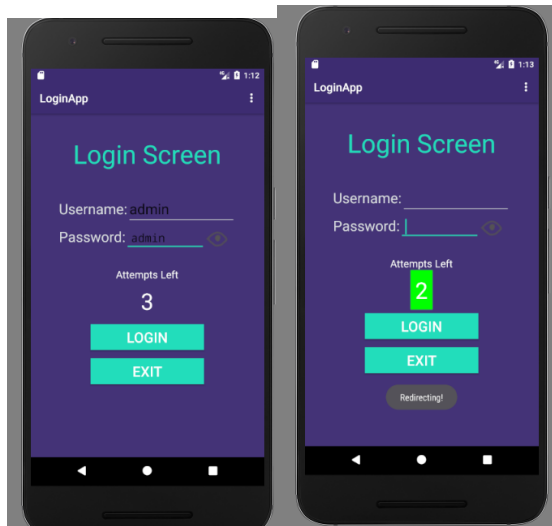 1:12
LoginApp
Login Screen
Username: admin
Password: admin
Attempts Left
3
LOGIN
EXIT
1:13
LoginApp
Login Screen
Username:
Password:
Attempts Left
2
LOGIN
EXIT
Redirecting!